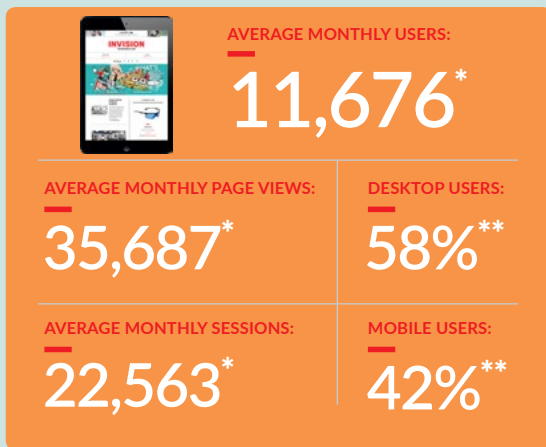 INVISION
AVERAGE MONTHLY USERS:
11,676*
AVERAGE MONTHLY PAGE VIEWS:
35,687*
DESKTOP USERS:
58%**
AVERAGE MONTHLY SESSIONS:
22,563*
MOBILE USERS:
42%**